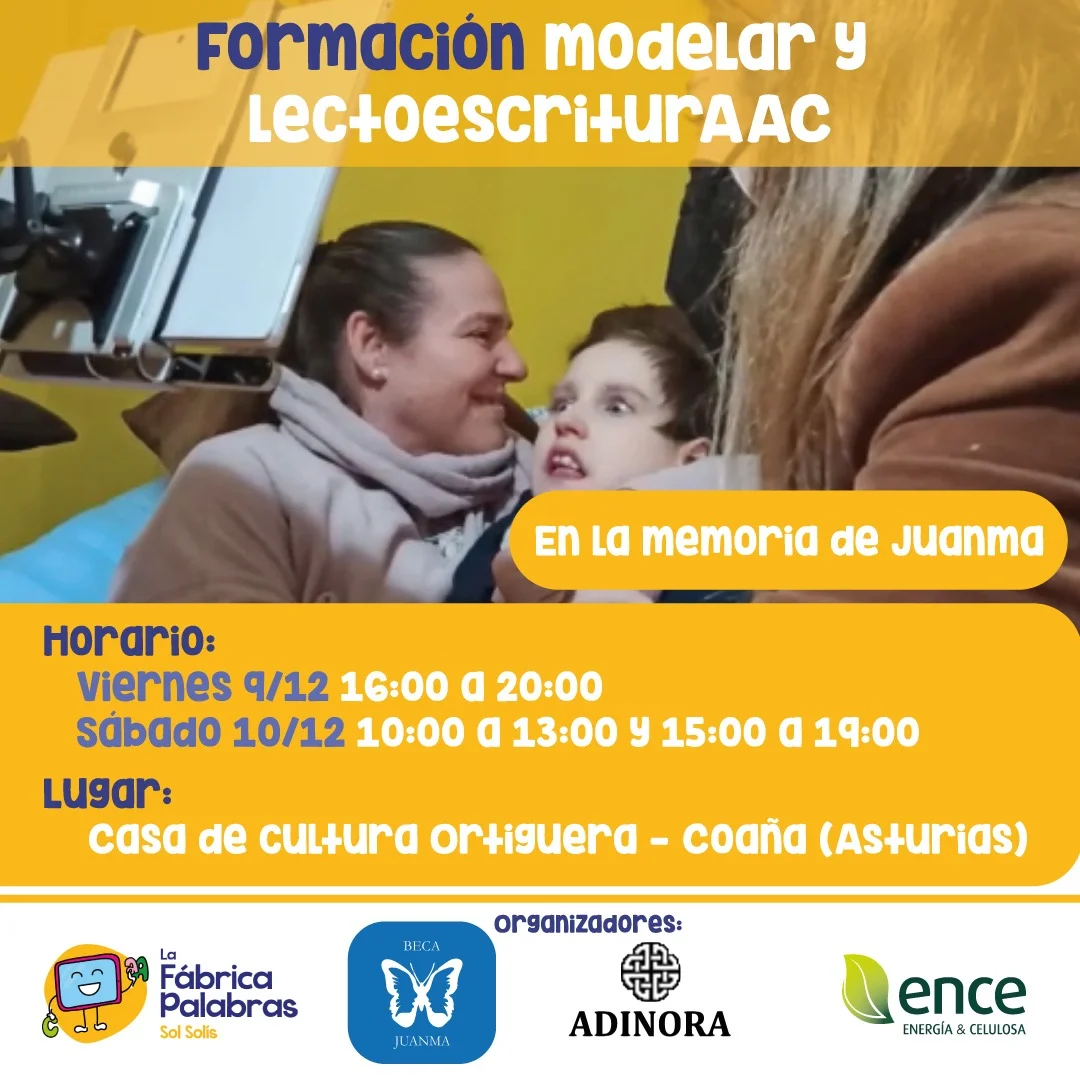 Formación modelar y
LectoescriturAAC
En la memoria de Juanma
Horario:
Viernes 9/12 16:00 a 20:00
Sábado 10/12 10:00 a 13:00 y 15:00 a 19:00
Lugar:
Casa de Cultura Ortiguera - Coaña (Asturias)
Organizadores:
La
Fábrica
Palabras
Sol Solís
BECA
JUANMA
ADINORA
ence
ENERGÍA & CELULOSA